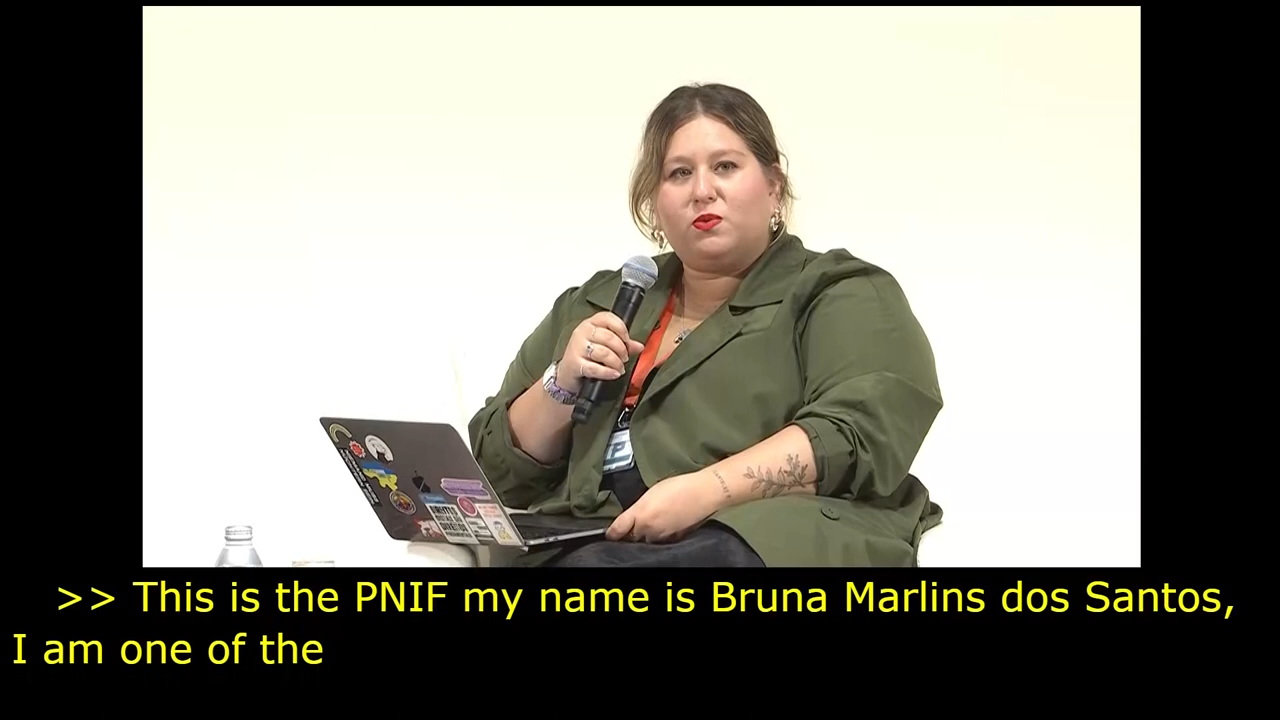 >> This is the PNIF my name is Bruna Marlins dos Santos,
I am one of the